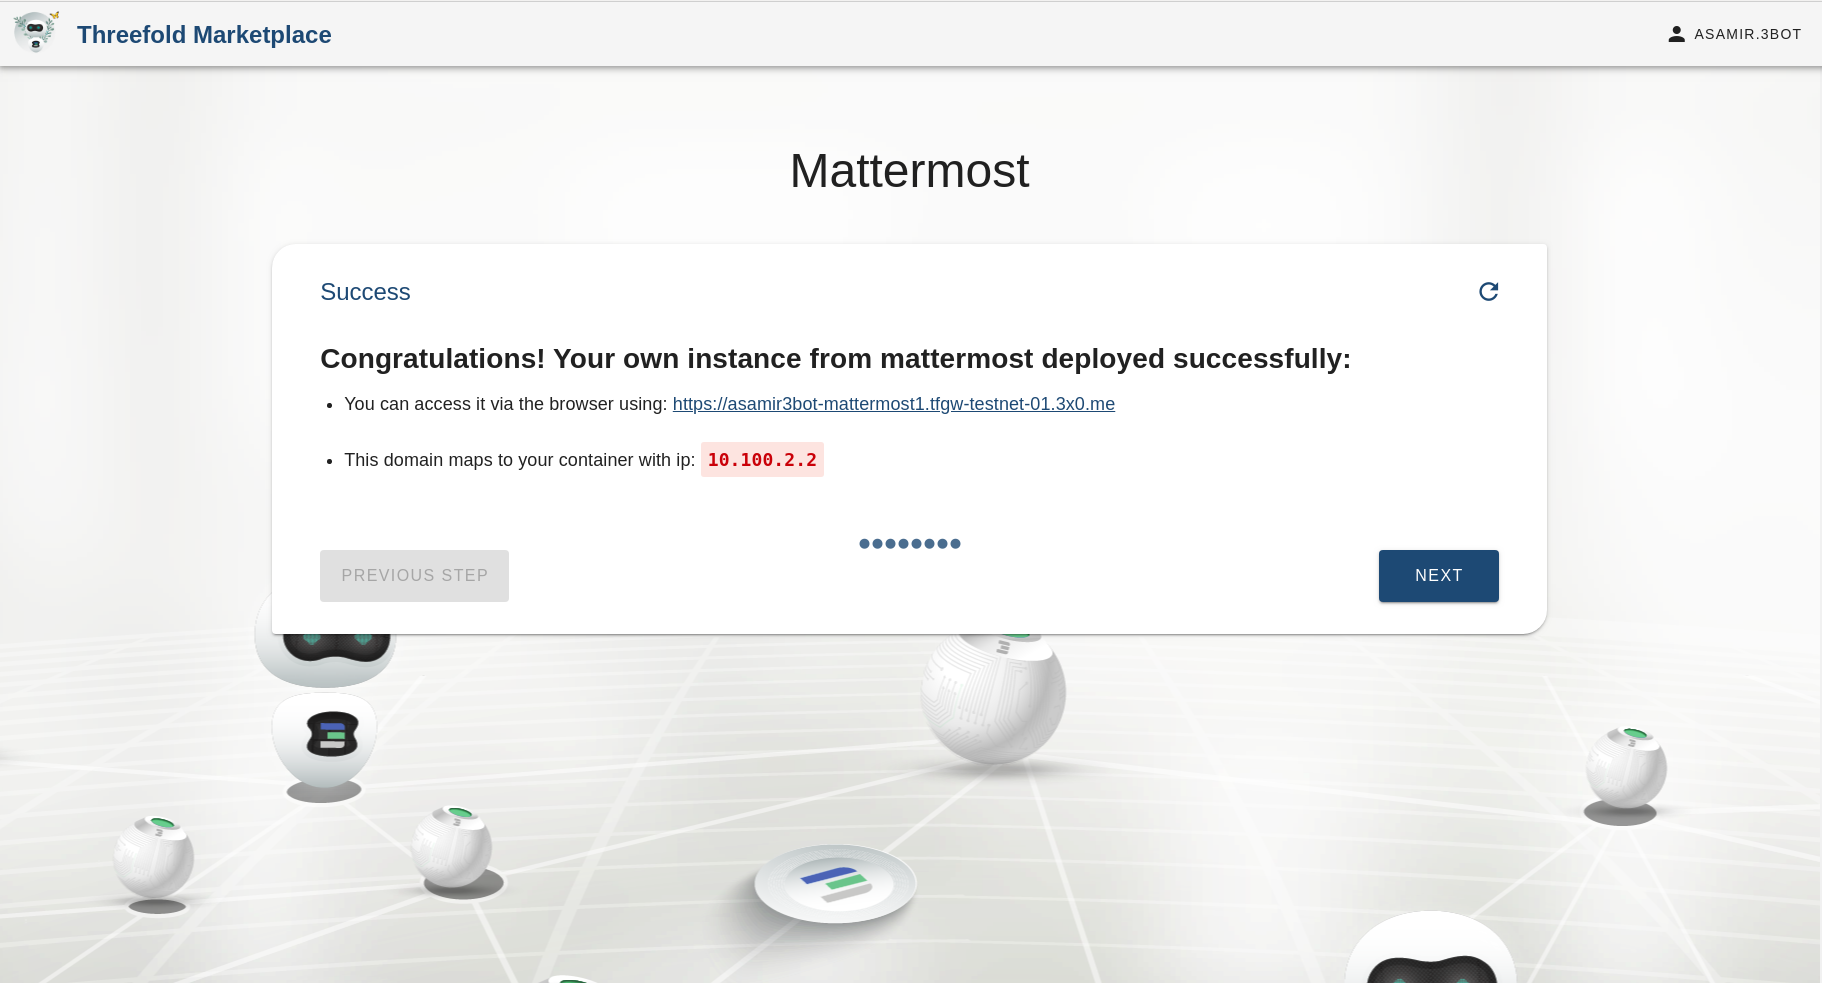 Threefold Marketplace
ASAMIR.3BOT
Mattermost
Success
Congratulations! Your own instance from mattermost deployed successfully:
You can access it via the browser using: https://asamir3bot-mattermost1.tfgw-testnet-01.3x0.me
This domain maps to your container with ip: 10.100.2.2
PREVIOUS STEP
NEXT